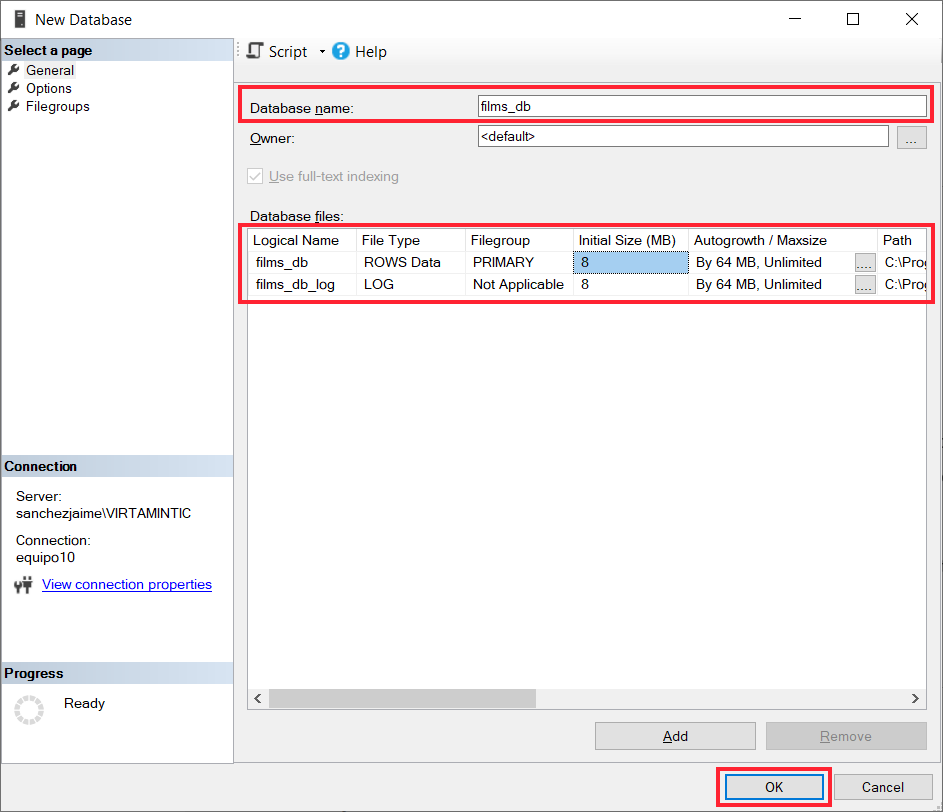 New Database
Select a page
General
Options
Filegroups
Script
Help
Database name: films_db
Owner: <default> ...
Use full-text indexing
Database files:
Logical Name File Type Filegroup Initial Size (MB) Autogrowth / Maxsize Path
films_db ROWS Data PRIMARY 8 By 64 MB, Unlimited .... C:\Prog
films_db_log LOG Not Applicable 8 By 64 MB, Unlimited .... C:\Prog
Connection
Server:
sanchezjaime\VIRTAMINTIC
Connection:
equipo10
View connection properties
Progress
Ready
Add Remove
OK Cancel